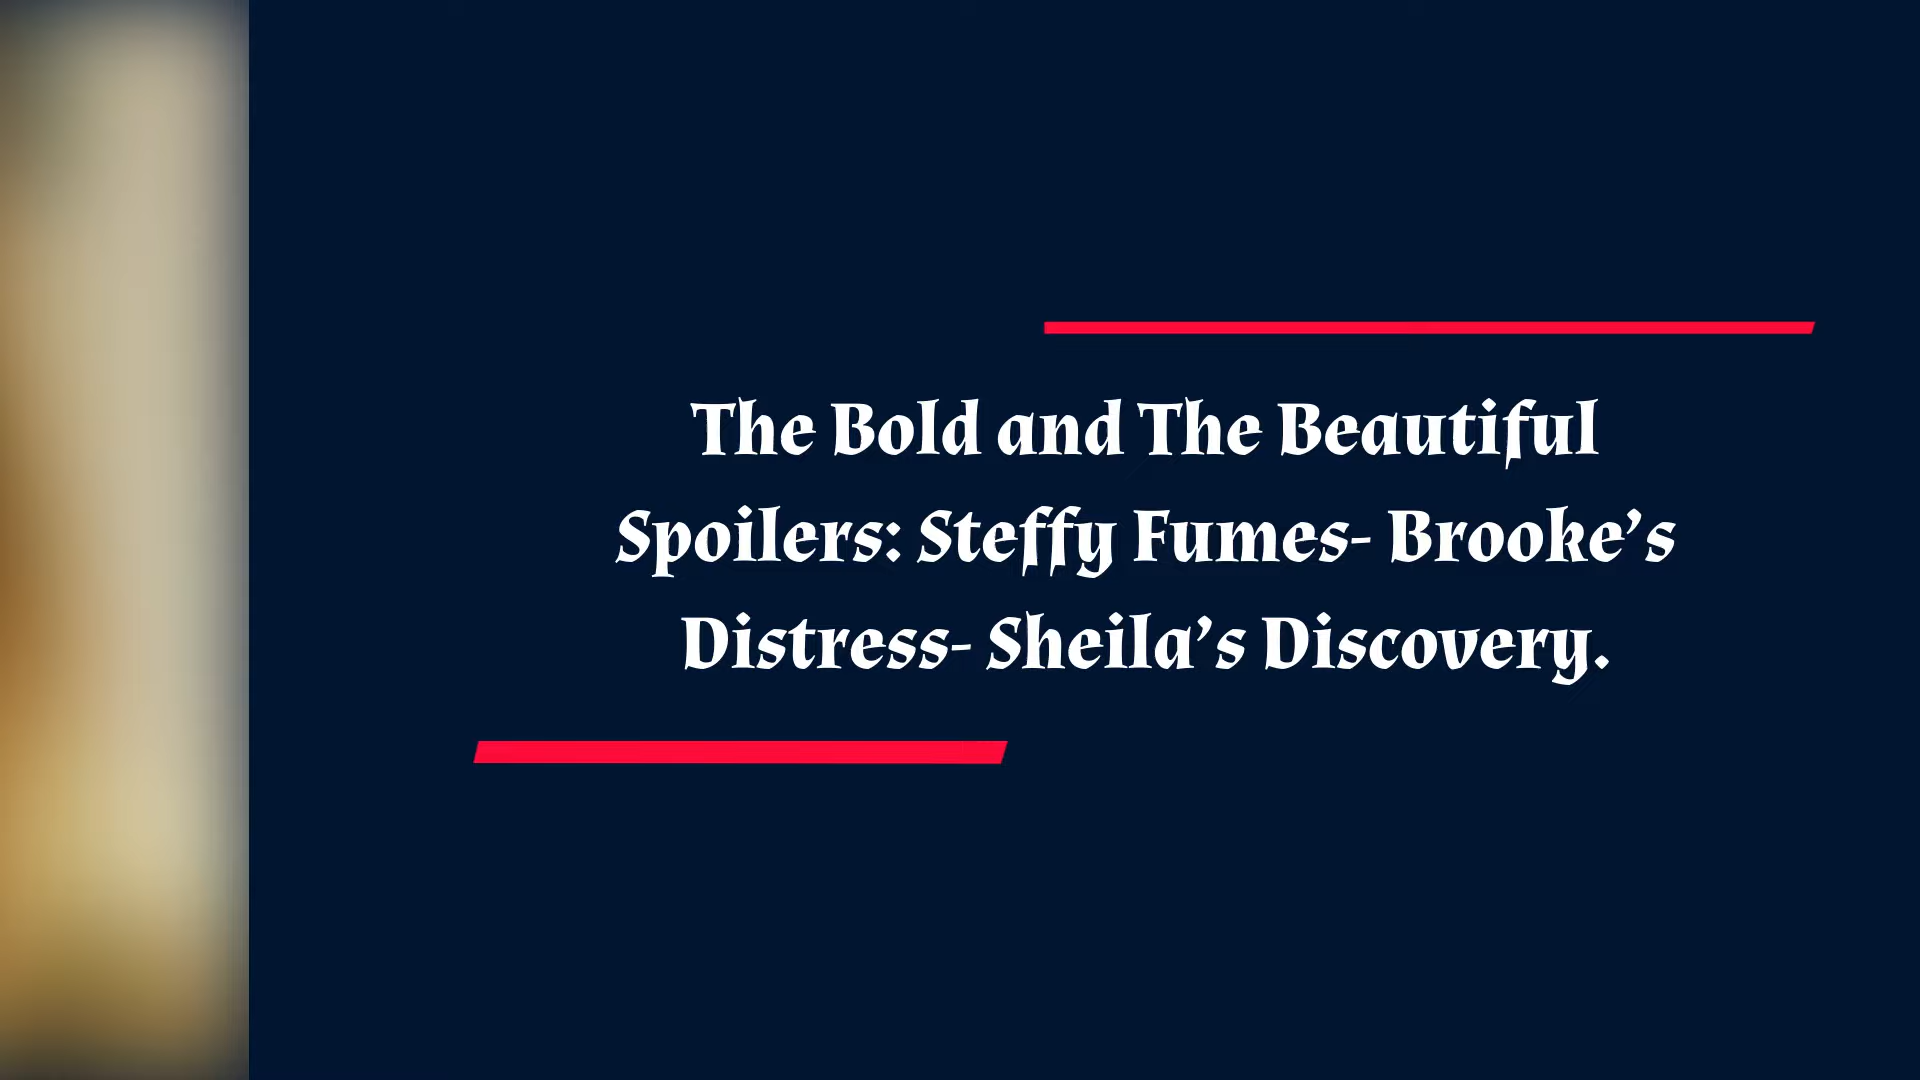 The Bold and The Beautiful
Spoilers: Steffy Fumes- Brooke’s
Distress- Sheila’s Discovery.